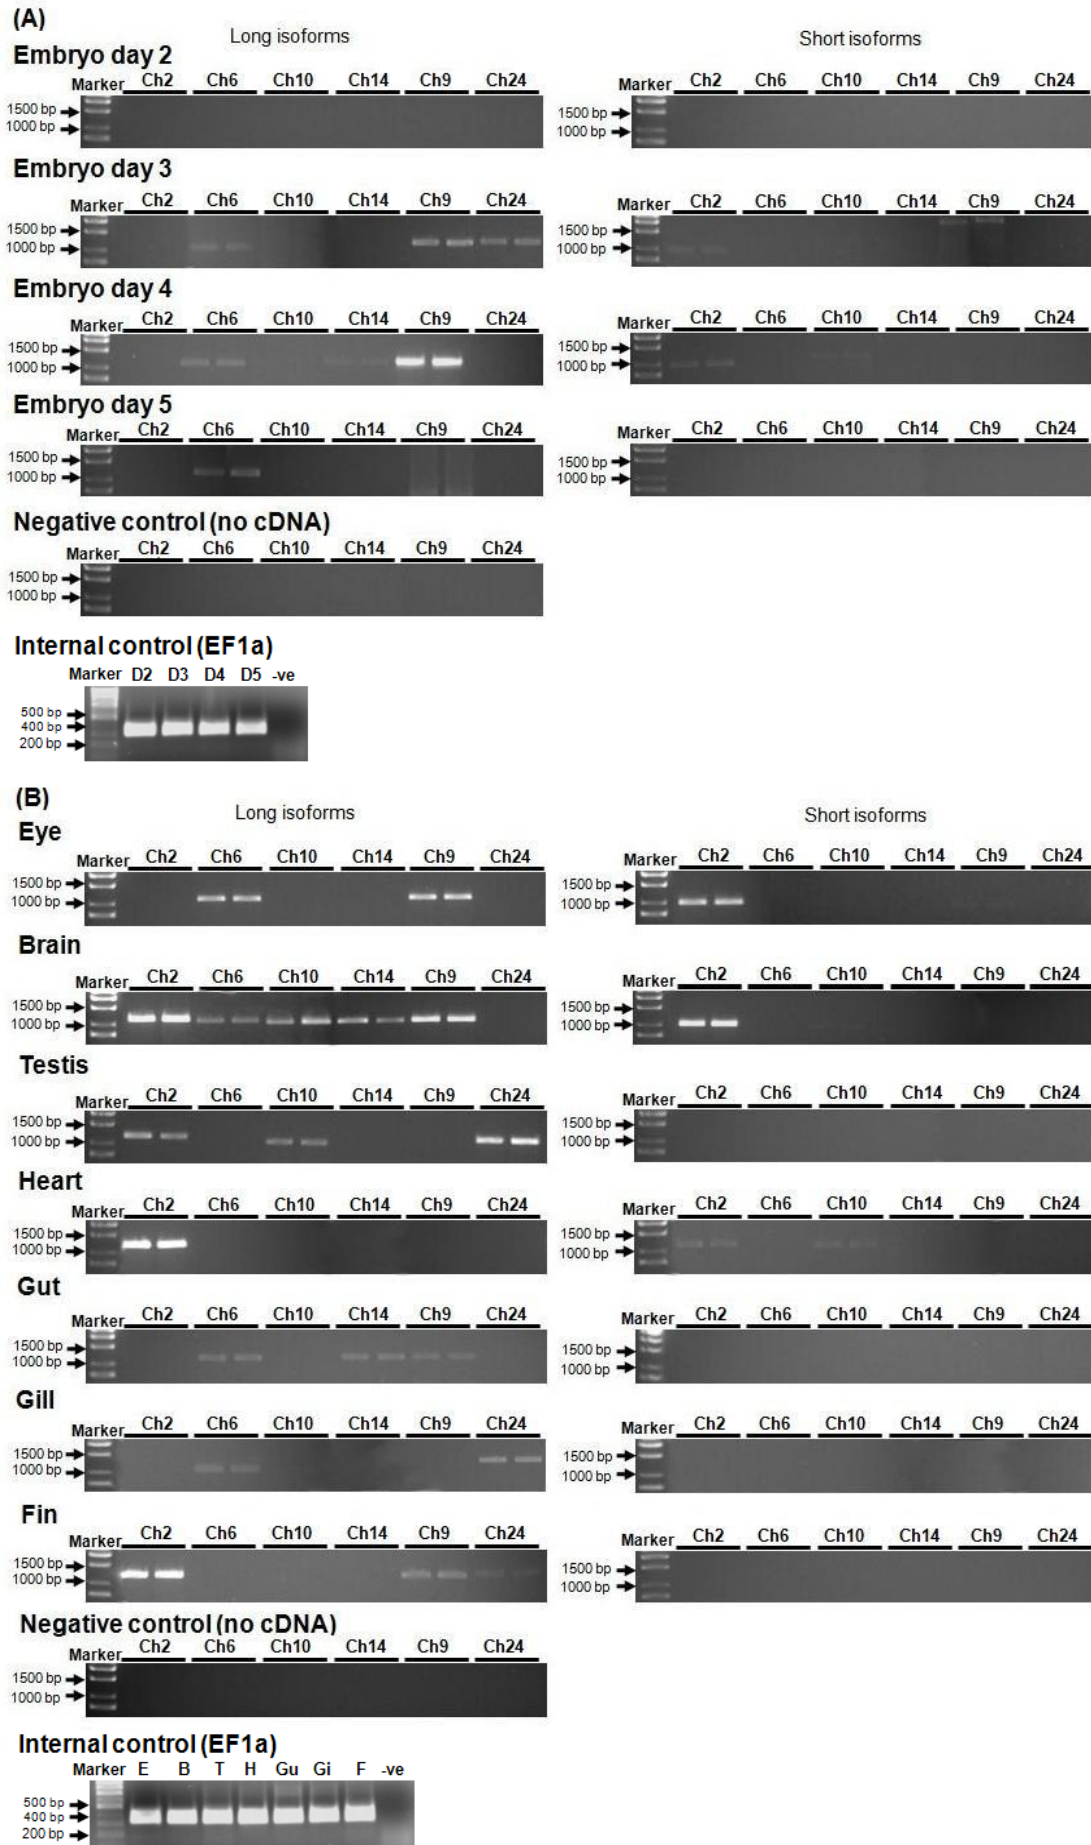 (A)
Long isoforms
Short isoforms
Embryo day 2
Marker Ch2 Ch6 Ch10 Ch14 Ch9 Ch24
1500 bp
1000 bp
Marker Ch2 Ch6 Ch10 Ch14 Ch9 Ch24
1500 bp
1000 bp
Embryo day 3
Marker Ch2 Ch6 Ch10 Ch14 Ch9 Ch24
1500 bp
1000 bp
Marker Ch2 Ch6 Ch10 Ch14 Ch9 Ch24
1500 bp
1000 bp
Embryo day 4
Marker Ch2 Ch6 Ch10 Ch14 Ch9 Ch24
1500 bp
1000 bp
Marker Ch2 Ch6 Ch10 Ch14 Ch9 Ch24
1500 bp
1000 bp
Embryo day 5
Marker Ch2 Ch6 Ch10 Ch14 Ch9 Ch24
1500 bp
1000 bp
Marker Ch2 Ch6 Ch10 Ch14 Ch9 Ch24
1500 bp
1000 bp
Negative control (no cDNA)
Marker Ch2 Ch6 Ch10 Ch14 Ch9 Ch24
1500 bp
1000 bp
Internal control (EF1a)
Marker D2 D3 D4 D5 -ve
500 bp
400 bp
200 bp
(B)
Long isoforms
Short isoforms
Eye
Marker Ch2 Ch6 Ch10 Ch14 Ch9 Ch24
1500 bp
1000 bp
Marker Ch2 Ch6 Ch10 Ch14 Ch9 Ch24
1500 bp
1000 bp
Brain
Marker Ch2 Ch6 Ch10 Ch14 Ch9 Ch24
1500 bp
1000 bp
Marker Ch2 Ch6 Ch10 Ch14 Ch9 Ch24
1500 bp
1000 bp
Testis
Marker Ch2 Ch6 Ch10 Ch14 Ch9 Ch24
1500 bp
1000 bp
Marker Ch2 Ch6 Ch10 Ch14 Ch9 Ch24
1500 bp
1000 bp
Heart
Marker Ch2 Ch6 Ch10 Ch14 Ch9 Ch24
1500 bp
1000 bp
Marker Ch2 Ch6 Ch10 Ch14 Ch9 Ch24
1500 bp
1000 bp
Gut
Marker Ch2 Ch6 Ch10 Ch14 Ch9 Ch24
1500 bp
1000 bp
Marker Ch2 Ch6 Ch10 Ch14 Ch9 Ch24
1500 bp
1000 bp
Gill
Marker Ch2 Ch6 Ch10 Ch14 Ch9 Ch24
1500 bp
1000 bp
Marker Ch2 Ch6 Ch10 Ch14 Ch9 Ch24
1500 bp
1000 bp
Fin
Marker Ch2 Ch6 Ch10 Ch14 Ch9 Ch24
1500 bp
1000 bp
Marker Ch2 Ch6 Ch10 Ch14 Ch9 Ch24
1500 bp
1000 bp
Negative control (no cDNA)
Marker Ch2 Ch6 Ch10 Ch14 Ch9 Ch24
1500 bp
1000 bp
Internal control (EF1a)
Marker E B T H Gu Gi F -ve
500 bp
400 bp
200 bp